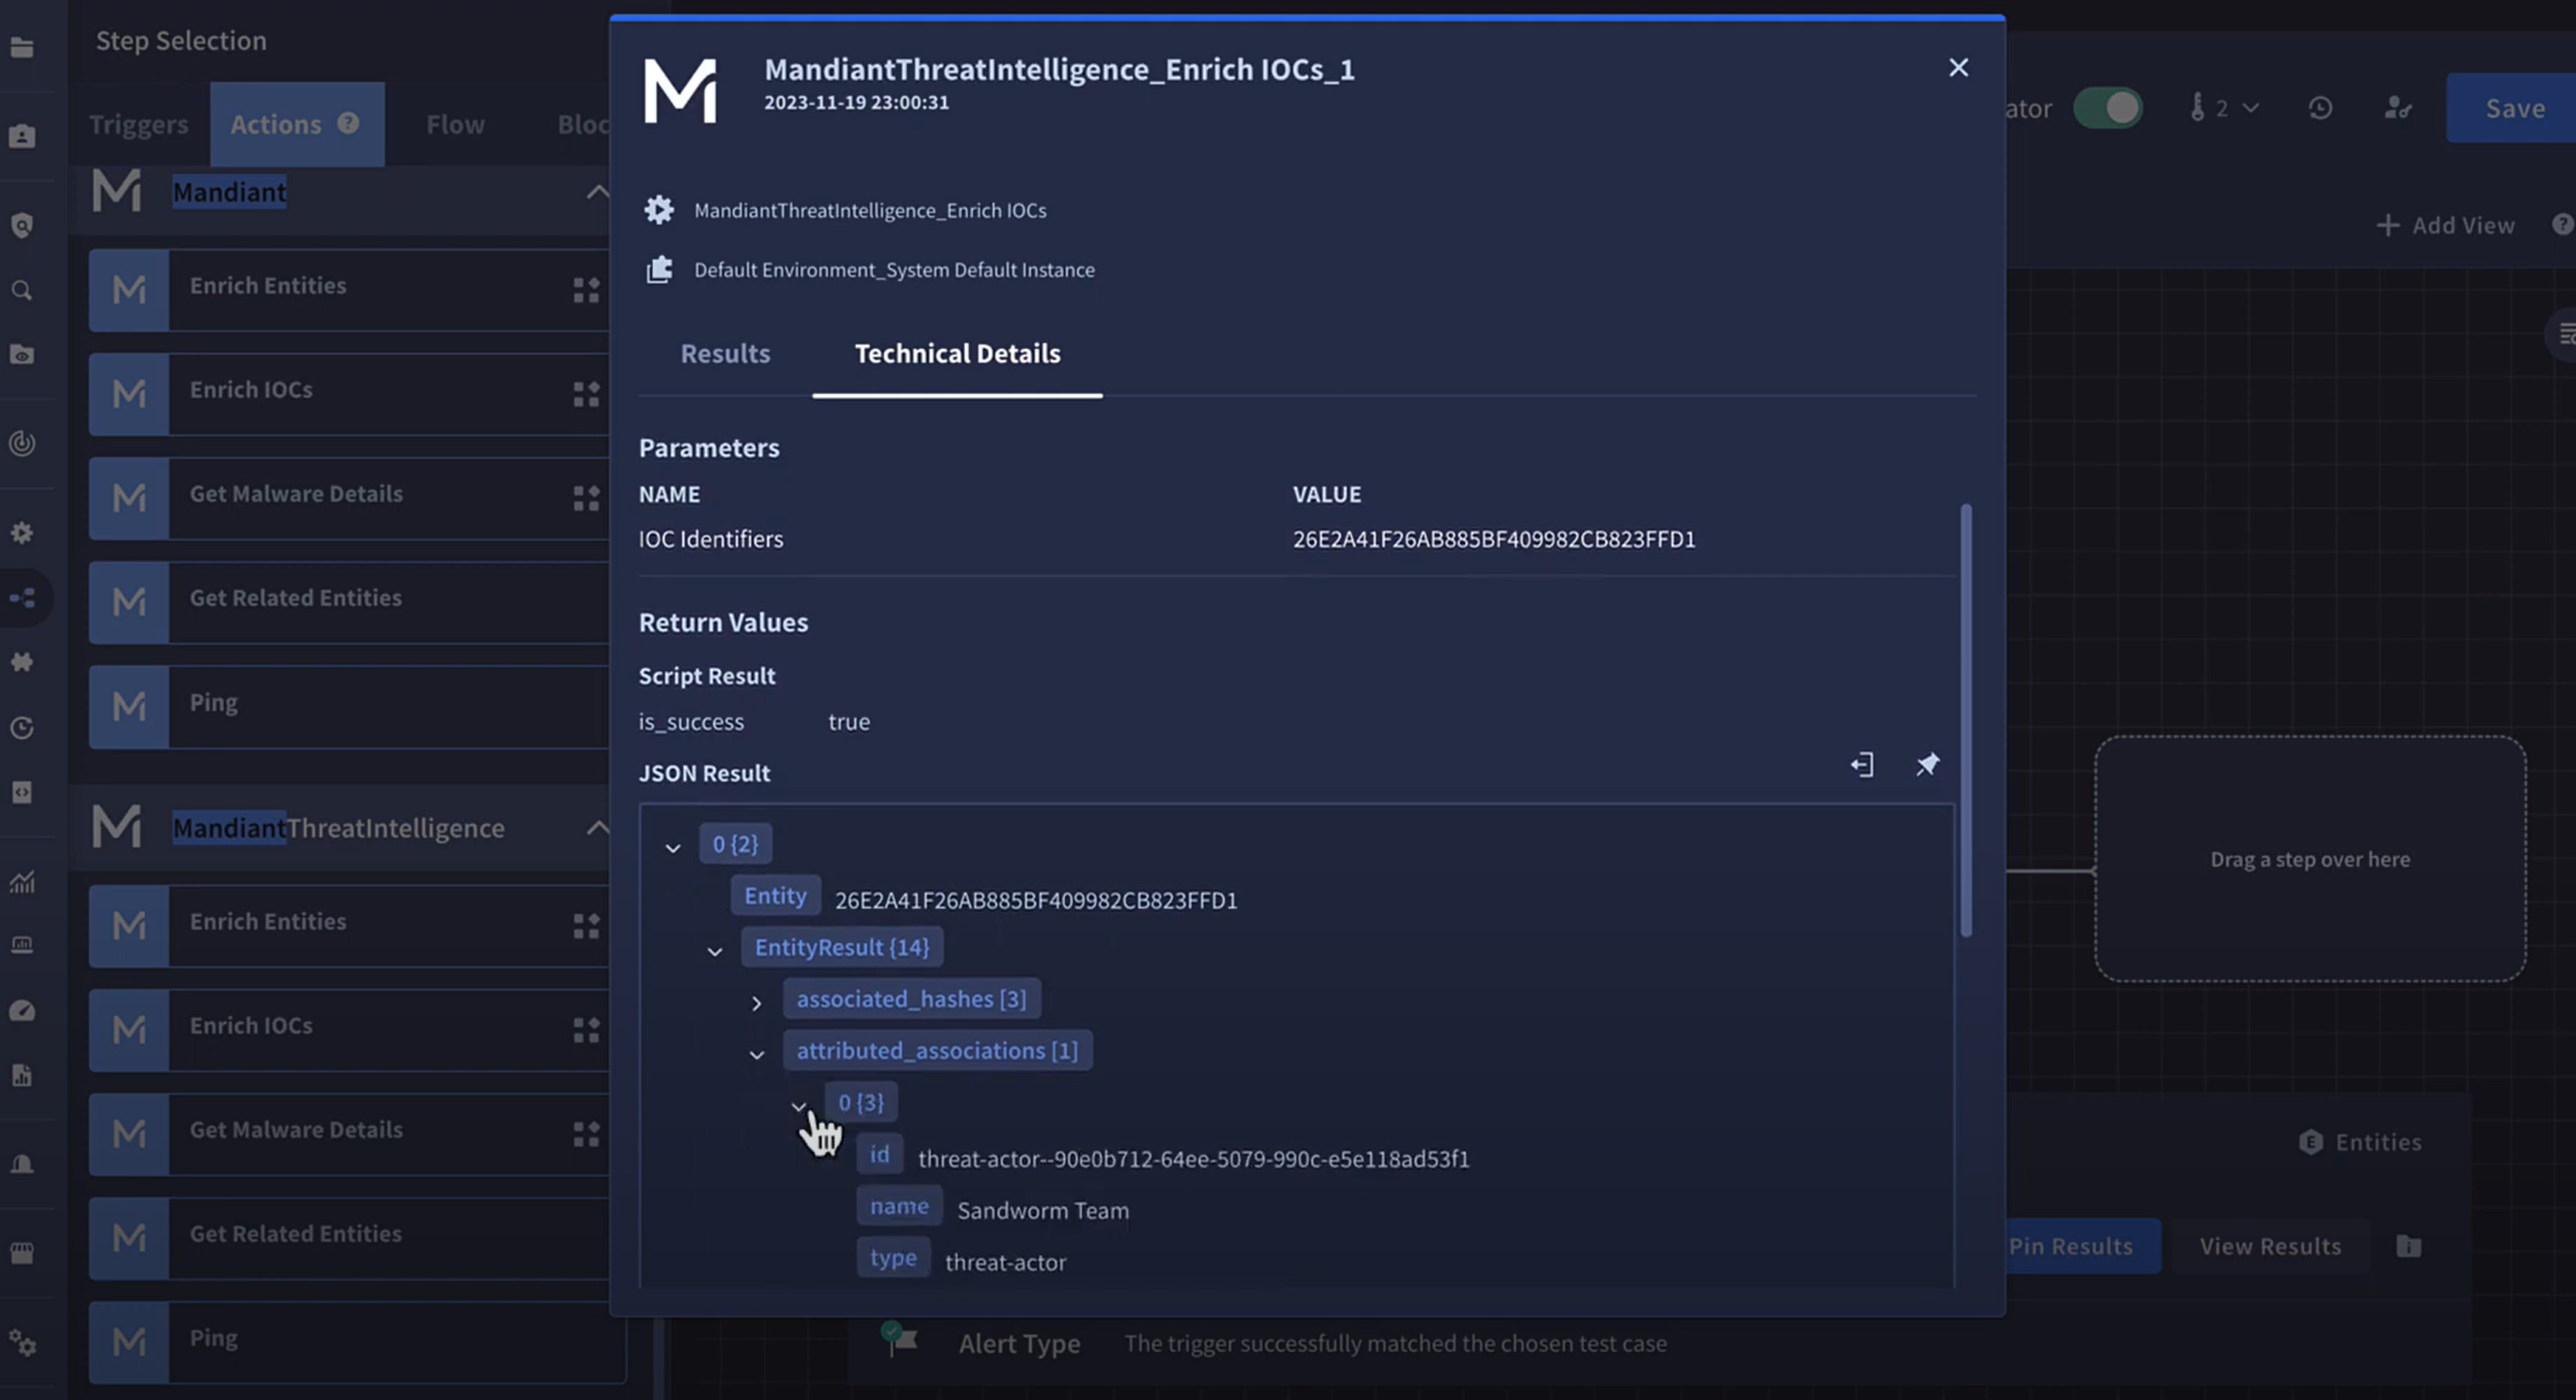 Step Selection
Triggers
Actions ?
Flow
Mandiant
Enrich Entities
Enrich IOCs
Get Malware Details
Get Related Entities
Ping
MandiantThreatIntelligence
Enrich Entities
Enrich IOCs
Get Malware Details
Get Related Entities
Ping
MandiantThreatIntelligence_Enrich IOCs_1
2023-11-19 23:00:31
MandiantThreatIntelligence_Enrich IOCs
Default Environment_System Default Instance
Results
Technical Details
Parameters
NAME VALUE
IOC Identifiers 26E2A41F26AB885BF409982CB823FFD1
Return Values
Script Result
is_success true
JSON Result
0 {2}
Entity 26E2A41F26AB885BF409982CB823FFD1
EntityResult {14}
associated_hashes [3]
attributed_associations [1]
0 {3}
id threat-actor--90e0b712-64ee-5079-990c-e5e118ad53f1
name Sandworm Team
type threat-actor
2
Save
+ Add View ?
Drag a step over here
E Entities
Pin Results
View Results
Alert Type The trigger successfully matched the chosen test case